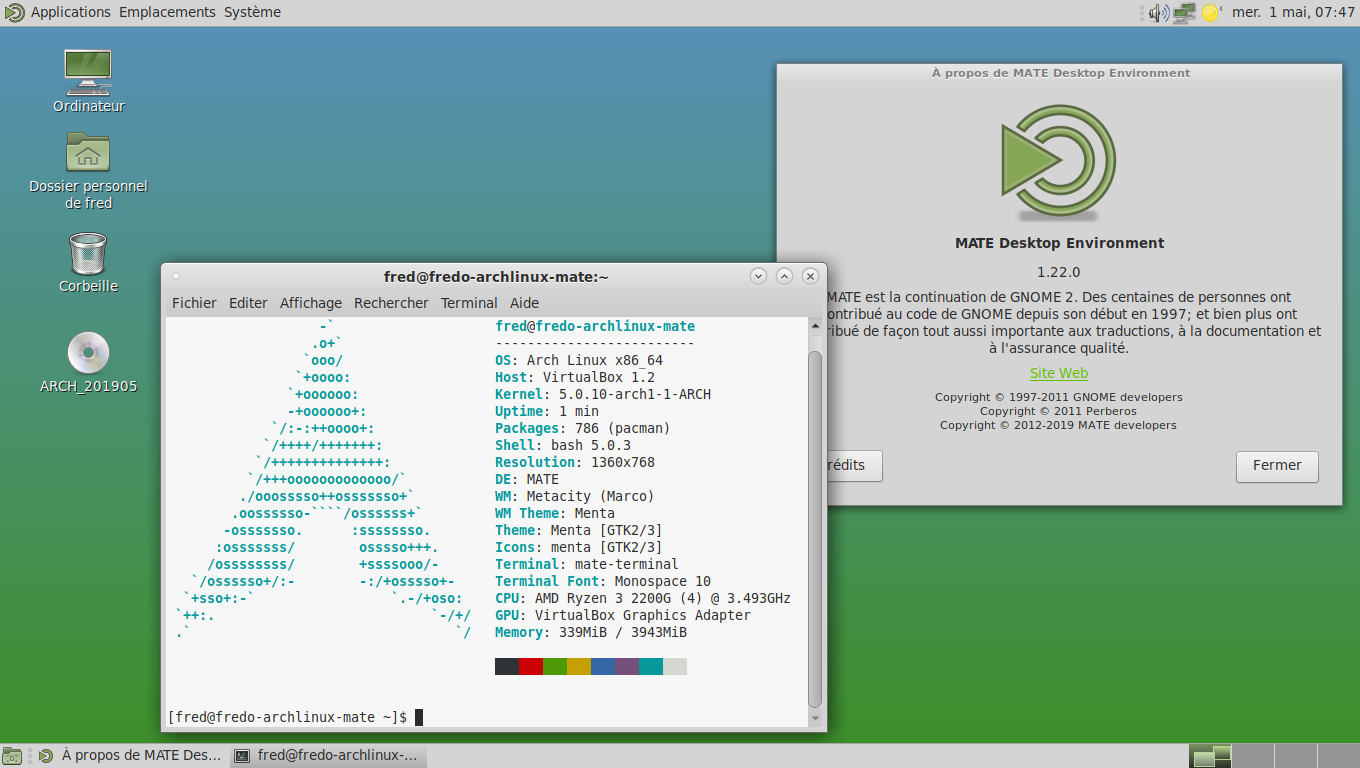 Applications Emplacements Système
mer. 1 mai, 07:47
Ordinateur
Dossier personnel
de fred
Corbeille
ARCH_201905
À propos de MATE Desktop Environment
MATE Desktop Environment
1.22.0
MATE est la continuation de GNOME 2. Des centaines de personnes ont
ontribué au code de GNOME depuis son début en 1997; et bien plus ont
ribué de façon tout aussi importante aux traductions, à la documentation et
à l'assurance qualité.
Site Web
Copyright © 1997-2011 GNOME developers
Copyright © 2011 Perberos
Copyright © 2012-2019 MATE developers
rédits
Fermer
fred@fredo-archlinux-mate:~
Fichier Editer Affichage Rechercher Terminal Aide
fred@fredo-archlinux-mate
-------------------------
OS: Arch Linux x86_64
Host: VirtualBox 1.2
Kernel: 5.0.10-arch1-1-ARCH
Uptime: 1 min
Packages: 786 (pacman)
Shell: bash 5.0.3
Resolution: 1360x768
DE: MATE
WM: Metacity (Marco)
WM Theme: Menta
Theme: Menta [GTK2/3]
Icons: menta [GTK2/3]
Terminal: mate-terminal
Terminal Font: Monospace 10
CPU: AMD Ryzen 3 2200G (4) @ 3.493GHz
GPU: VirtualBox Graphics Adapter
Memory: 339MiB / 3943MiB
[fred@fredo-archlinux-mate ~]$
À propos de MATE Des...
fred@fredo-archlinux-...